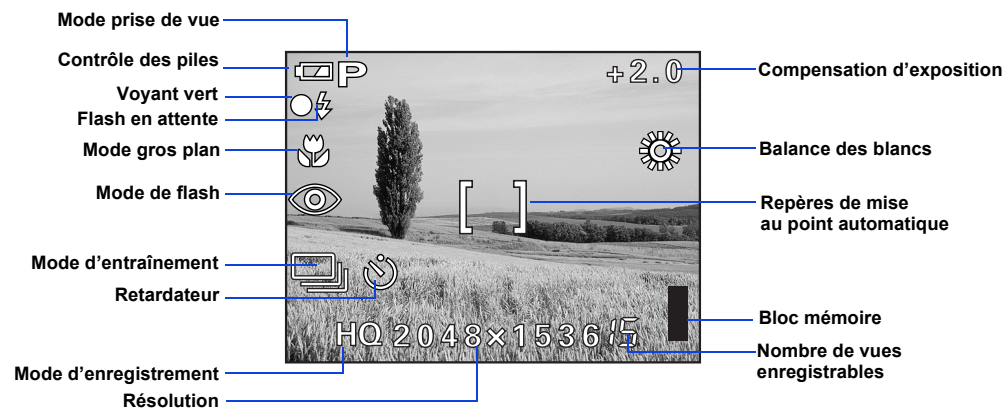 Mode prise de vue
Contrôle des piles
Voyant vert
Flash en attente
Mode gros plan
Mode de flash
Mode d'entraînement
Retardateur
Mode d'enregistrement
Résolution
P
+2.0
HQ 2048×1536 15
Compensation d'exposition
Balance des blancs
Repères de mise
au point automatique
Bloc mémoire
Nombre de vues
enregistrables